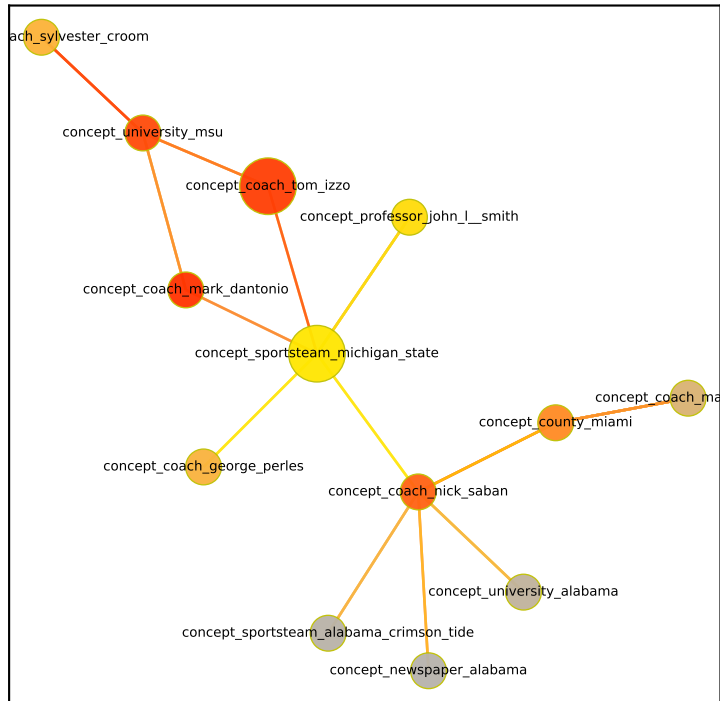 ach_sylvester_croom
concept_university_msu
concept_coach_tom_izzo
concept_professor_john_l__smith
concept_coach_mark_dantonio
concept_sportsteam_michigan_state
concept_coach_ma
concept_county_miami
concept_coach_george_perles
concept_coach_nick_saban
concept_university_alabama
concept_sportsteam_alabama_crimson_tide
concept_newspaper_alabama